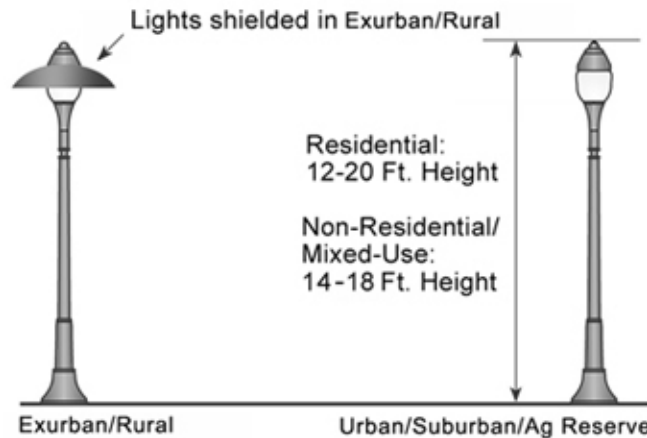 Lights shielded in Exurban/Rural
Residential:
12-20 Ft. Height
Non-Residential/
Mixed-Use:
14-18 Ft. Height
Exurban/Rural
Urban/Suburban/Ag Reserve